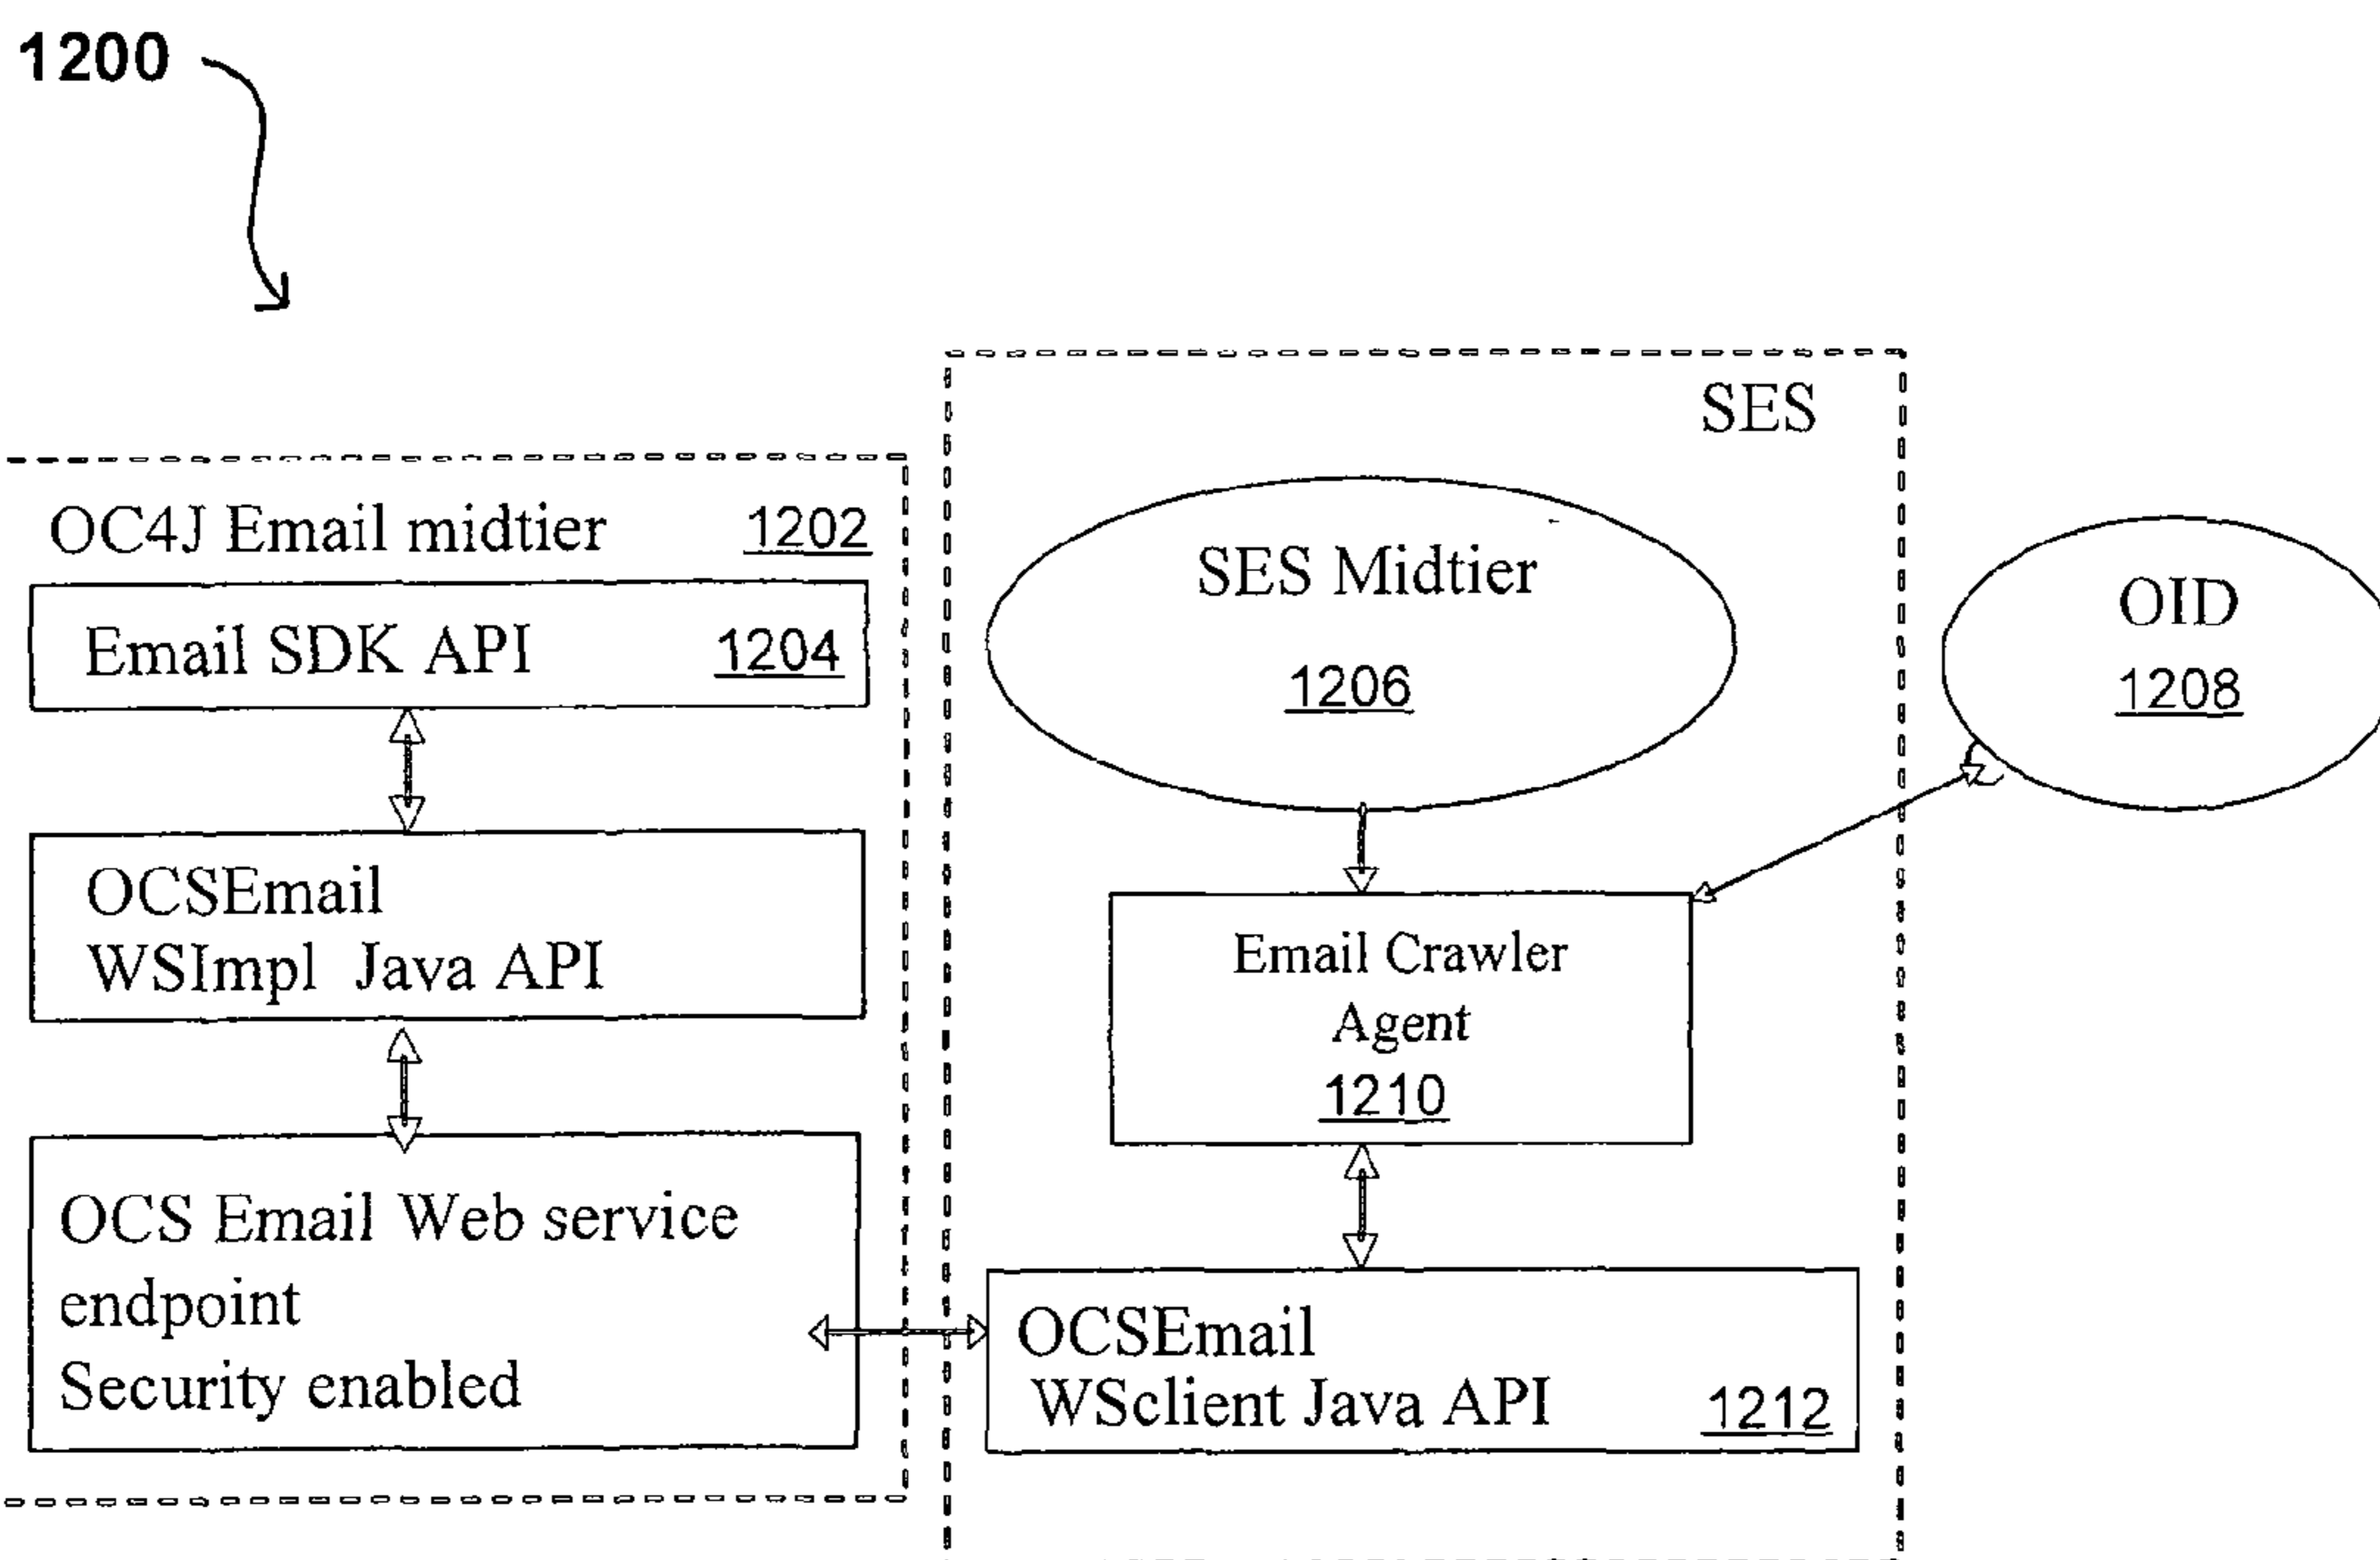 1200
OC4J Email midtier 1202
Email SDK API 1204
OCSEmail
WSImpl Java API
OCS Email Web service
endpoint
Security enabled
SES
SES Midtier
1206
OID
1208
Email Crawler
Agent
1210
OCSEmail
WSclient Java API 1212